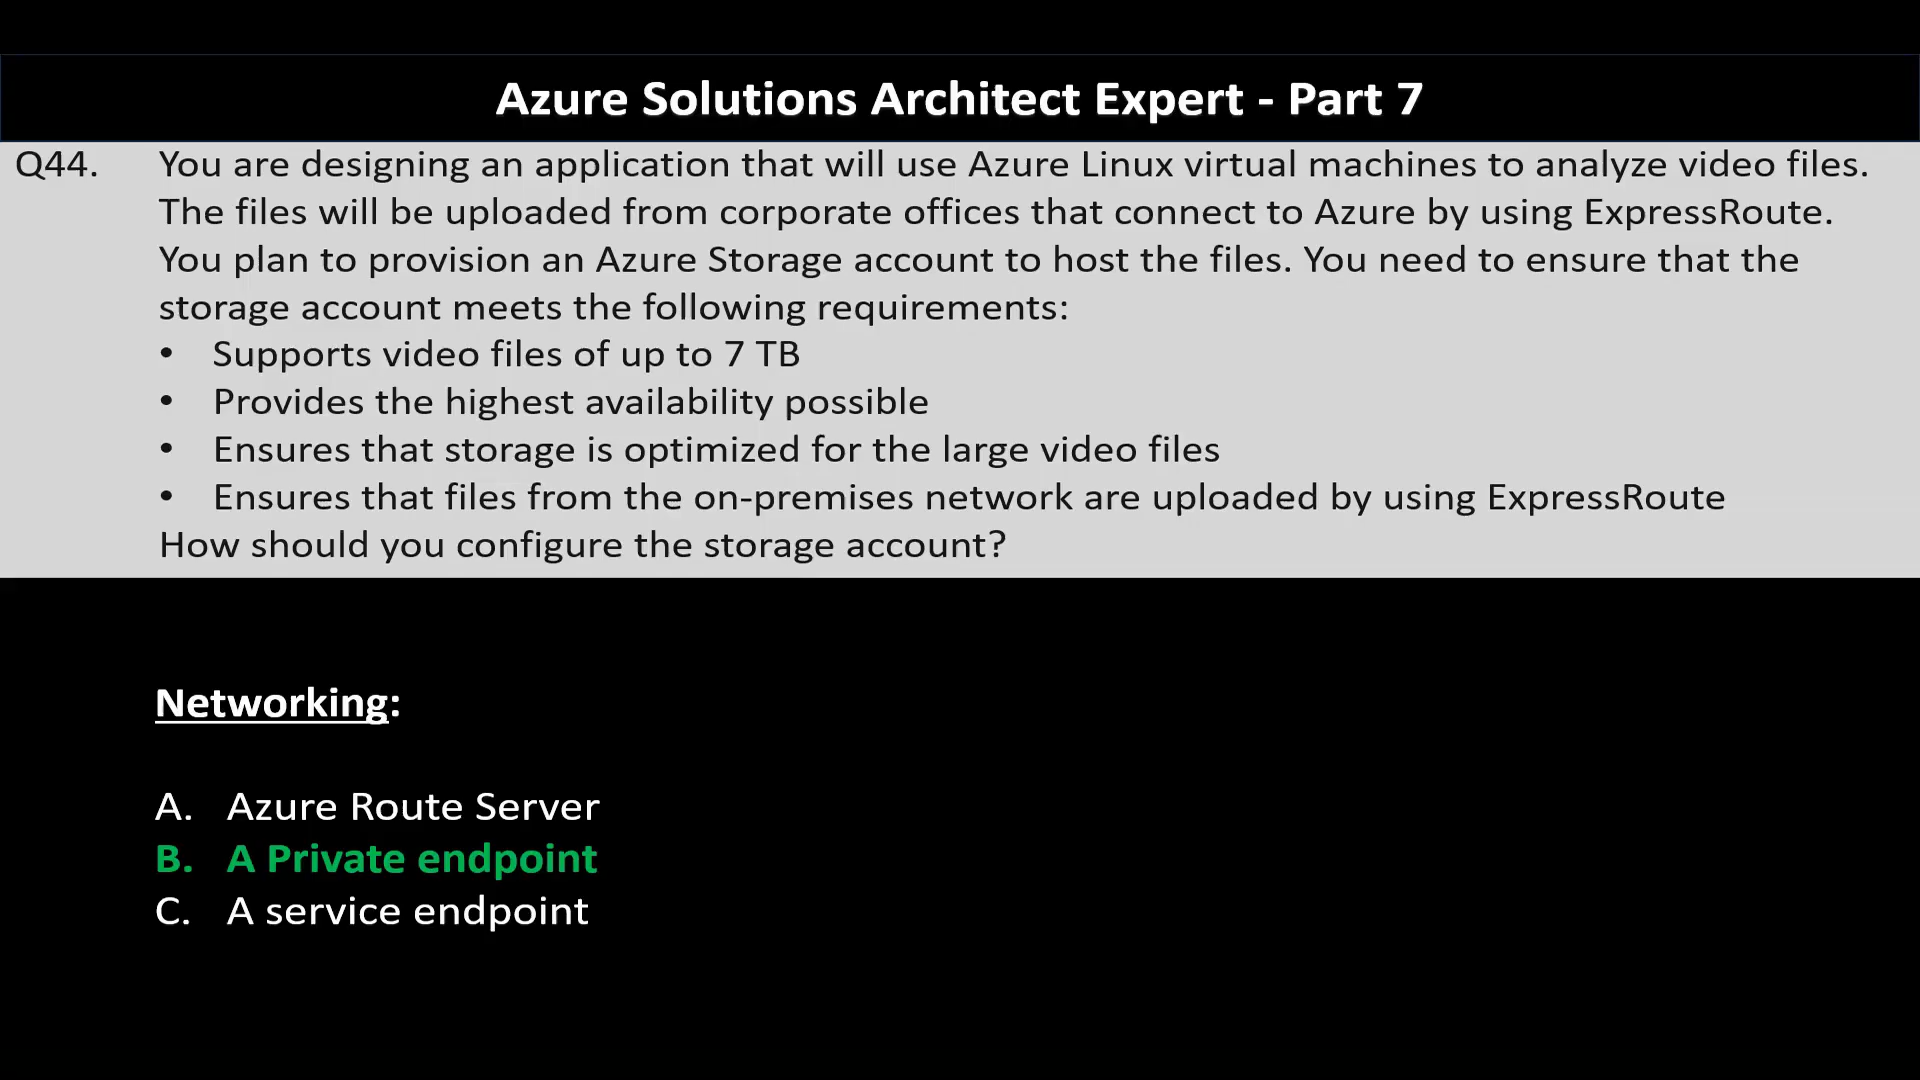 Azure Solutions Architect Expert - Part 7
Q44. You are designing an application that will use Azure Linux virtual machines to analyze video files.
The files will be uploaded from corporate offices that connect to Azure by using ExpressRoute.
You plan to provision an Azure Storage account to host the files. You need to ensure that the
storage account meets the following requirements:
• Supports video files of up to 7 TB
• Provides the highest availability possible
• Ensures that storage is optimized for the large video files
• Ensures that files from the on-premises network are uploaded by using ExpressRoute
How should you configure the storage account?
Networking:
A. Azure Route Server
B. A Private endpoint
C. A service endpoint